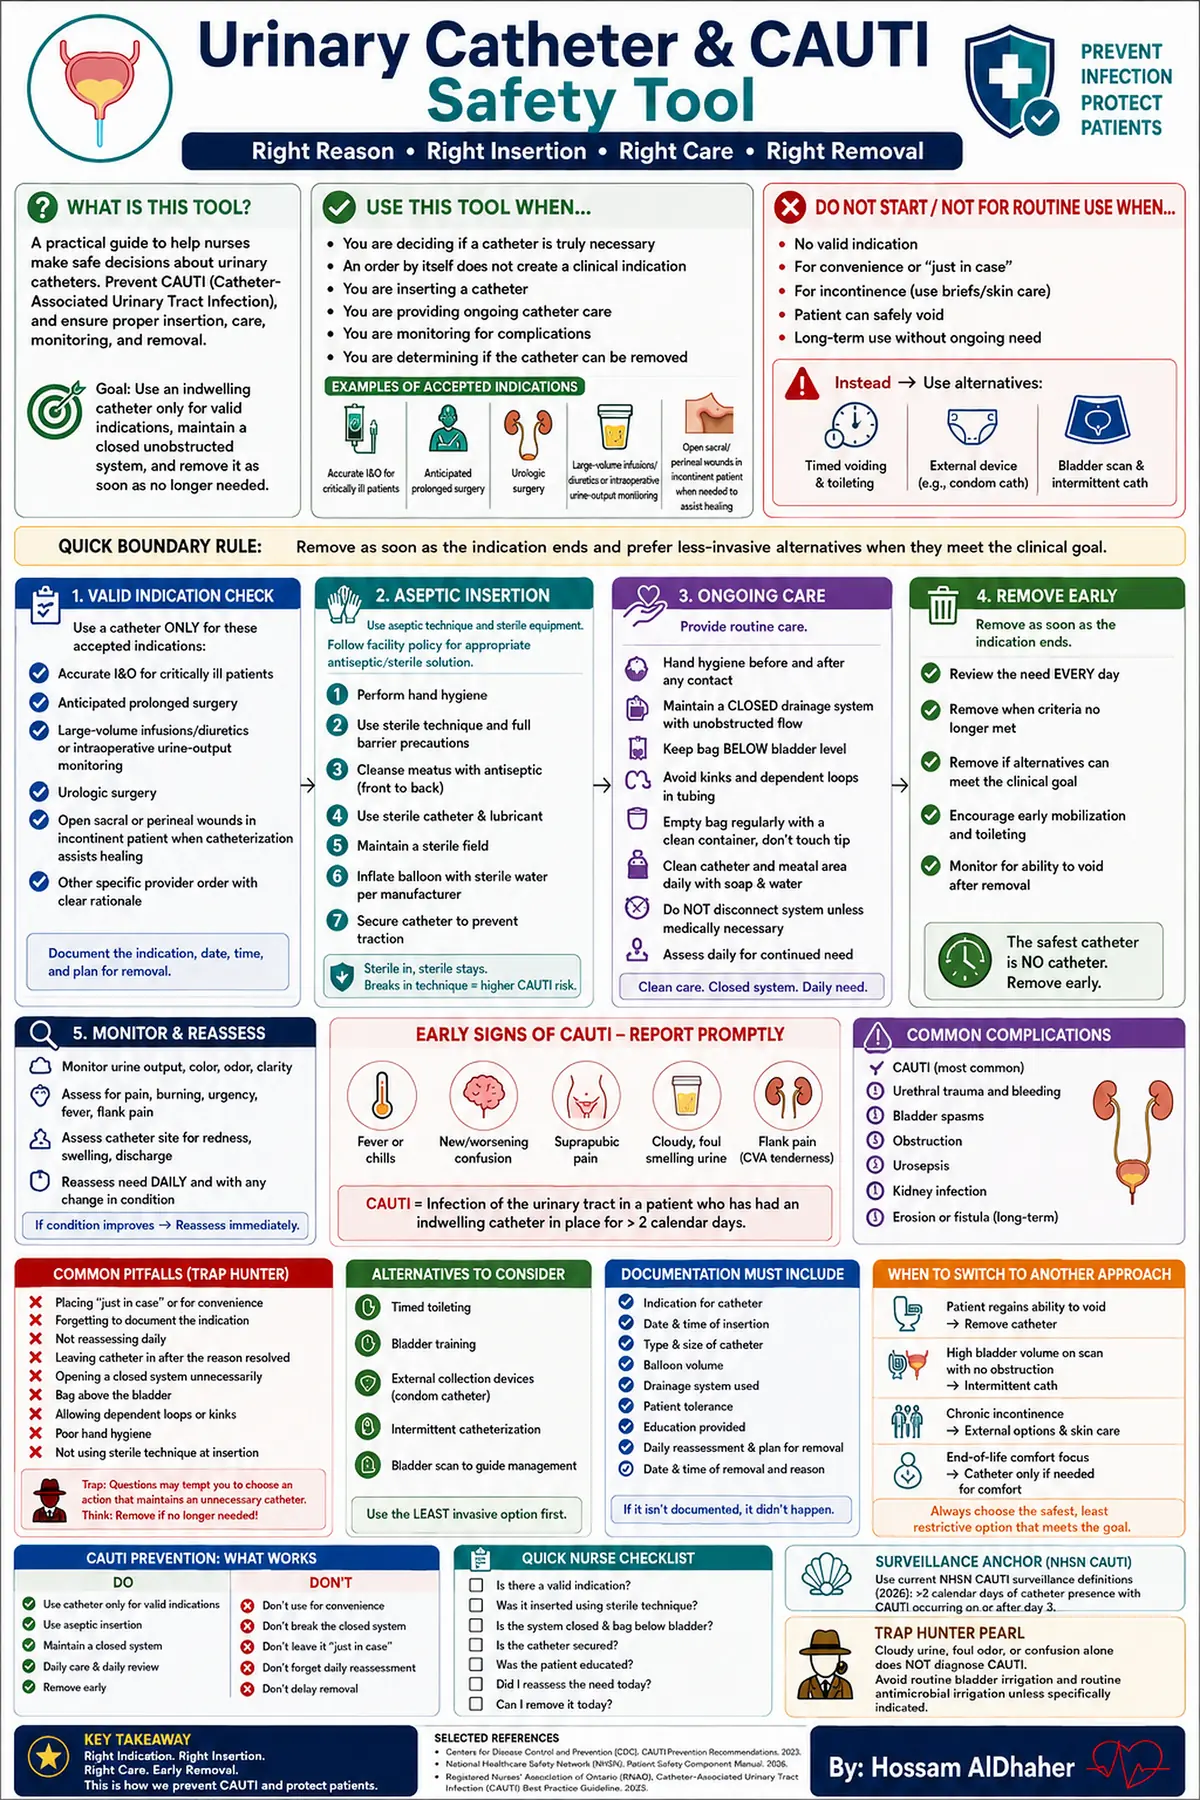 Urinary Catheter & CAUTI
Safety Tool
Right Reason • Right Insertion • Right Care • Right Removal
PREVENT
INFECTION
PROTECT
PATIENTS
? WHAT IS THIS TOOL?
A practical guide to help nurses
make safe decisions about urinary
catheters. Prevent CAUTI (Catheter-
Associated Urinary Tract Infection),
and ensure proper insertion, care,
monitoring, and removal.
Goal: Use an indwelling
catheter only for valid
indications, maintain a
closed unobstructed
system, and remove it as
soon as no longer needed.
USE THIS TOOL WHEN...
• You are deciding if a catheter is truly necessary
• An order by itself does not create a clinical indication
• You are inserting a catheter
• You are providing ongoing catheter care
• You are monitoring for complications
• You are determining if the catheter can be removed
EXAMPLES OF ACCEPTED INDICATIONS
Accurate I&O for
critically ill patients
Anticipated
prolonged surgery
Urologic
surgery
Large-volume infusions/
diuretics or intraoperative
urine-output monitoring
Open sacral/
perineal wounds in
incontinent patient
when needed to
assist healing
DO NOT START / NOT FOR ROUTINE USE WHEN...
• No valid indication
• For convenience or “just in case”
• For incontinence (use briefs/skin care)
• Patient can safely void
• Long-term use without ongoing need
Instead → Use alternatives:
Timed voiding
& toileting
External device
(e.g., condom cath)
Bladder scan &
intermittent cath
QUICK BOUNDARY RULE: Remove as soon as the indication ends and prefer less-invasive alternatives when they meet the clinical goal.
1. VALID INDICATION CHECK
Use a catheter ONLY for these
accepted indications:
Accurate I&O for critically ill patients
Anticipated prolonged surgery
Large-volume infusions/diuretics
or intraoperative urine-output
monitoring
Urologic surgery
Open sacral or perineal wounds in
incontinent patient when catheterization
assists healing
Other specific provider order with
clear rationale
Document the indication, date, time,
and plan for removal.
2. ASEPTIC INSERTION
Use aseptic technique and sterile equipment.
Follow facility policy for appropriate
antiseptic/sterile solution.
1 Perform hand hygiene
2 Use sterile technique and full
barrier precautions
3 Cleanse meatus with antiseptic
(front to back)
4 Use sterile catheter & lubricant
5 Maintain a sterile field
6 Inflate balloon with sterile water
per manufacturer
7 Secure catheter to prevent
traction
Sterile in, sterile stays.
Breaks in technique = higher CAUTI risk.
3. ONGOING CARE
Provide routine care.
Hand hygiene before and after
any contact
Maintain a CLOSED drainage system
with unobstructed flow
Keep bag BELOW bladder level
Avoid kinks and dependent loops
in tubing
Empty bag regularly with a
clean container, don’t touch tip
Clean catheter and meatal area
daily with soap & water
Do NOT disconnect system unless
medically necessary
Assess daily for continued need
Clean care. Closed system. Daily need.
4. REMOVE EARLY
Remove as soon as the
indication ends.
Review the need EVERY day
Remove when criteria no
longer met
Remove if alternatives can
meet the clinical goal
Encourage early mobilization
and toileting
Monitor for ability to void
after removal
The safest catheter
is NO catheter.
Remove early.
5. MONITOR & REASSESS
Monitor urine output, color, odor, clarity
Assess for pain, burning, urgency,
fever, flank pain
Assess catheter site for redness,
swelling, discharge
Reassess need DAILY and with any
change in condition
If condition improves → Reassess immediately.
EARLY SIGNS OF CAUTI – REPORT PROMPTLY
Fever or
chills
New/worsening
confusion
Suprapubic
pain
Cloudy, foul
smelling urine
Flank pain
(CVA tenderness)
CAUTI = Infection of the urinary tract in a patient who has had an
indwelling catheter in place for > 2 calendar days.
COMMON COMPLICATIONS
CAUTI (most common)
Urethral trauma and bleeding
Bladder spasms
Obstruction
Urosepsis
Kidney infection
Erosion or fistula (long-term)
COMMON PITFALLS (TRAP HUNTER)
Placing “just in case” or for convenience
Forgetting to document the indication
Not reassessing daily
Leaving catheter in after the reason resolved
Opening a closed system unnecessarily
Bag above the bladder
Allowing dependent loops or kinks
Poor hand hygiene
Not using sterile technique at insertion
Trap: Questions may tempt you to choose an
action that maintains an unnecessary catheter.
Think: Remove if no longer needed!
ALTERNATIVES TO CONSIDER
Timed toileting
Bladder training
External collection devices
(condom catheter)
Intermittent catheterization
Bladder scan to guide management
Use the LEAST invasive option first.
DOCUMENTATION MUST INCLUDE
Indication for catheter
Date & time of insertion
Type & size of catheter
Balloon volume
Drainage system used
Patient tolerance
Education provided
Daily reassessment & plan for removal
Date & time of removal and reason
If it isn’t documented, it didn’t happen.
WHEN TO SWITCH TO ANOTHER APPROACH
Patient regains ability to void
→ Remove catheter
High bladder volume on scan
with no obstruction
→ Intermittent cath
Chronic incontinence
→ External options & skin care
End-of-life comfort focus
→ Catheter only if needed
for comfort
Always choose the safest, least
restrictive option that meets the goal.
CAUTI PREVENTION: WHAT WORKS
DO
Use catheter only for valid indications
Use aseptic insertion
Maintain a closed system
Daily care & daily review
Remove early
DON'T
Don’t use for convenience
Don’t break the closed system
Don’t leave it “just in case”
Don’t forget daily reassessment
Don’t delay removal
QUICK NURSE CHECKLIST
Is there a valid indication?
Was it inserted using sterile technique?
Is the system closed & bag below bladder?
Is the catheter secured?
Was the patient educated?
Did I reassess the need today?
Can I remove it today?
SURVEILLANCE ANCHOR (NHSN CAUTI)
Use current NHSN CAUTI surveillance definitions
(2026): >2 calendar days of catheter presence with
CAUTI occurring on or after day 3.
TRAP HUNTER PEARL
Cloudy urine, foul odor, or confusion alone
does NOT diagnose CAUTI.
Avoid routine bladder irrigation and routine
antimicrobial irrigation unless specifically
indicated.
KEY TAKEAWAY
Right Indication. Right Insertion.
Right Care. Early Removal.
This is how we prevent CAUTI and protect patients.
SELECTED REFERENCES
• Centers for Disease Control and Prevention (CDC). CAUTI Prevention Recommendations.
• National Healthcare Safety Network (NHSN). Patient Safety Component Manual.
• Registered Nurses' Association of Ontario (RNAO), Catheter-Associated Urinary Tract
Infection (CAUTI) Best Practice Guideline.
By: Hossam AlDhaher